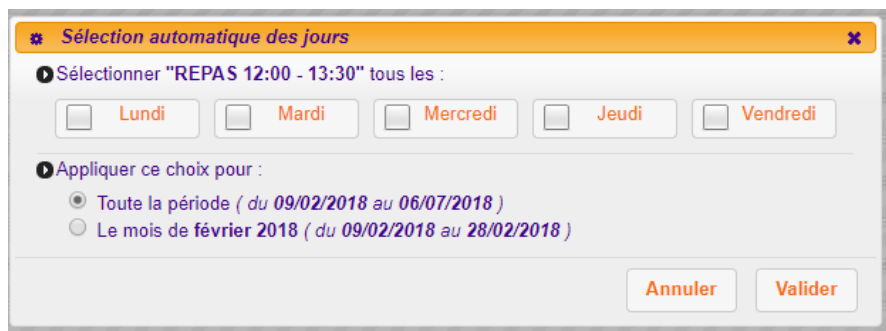 Sélection automatique des jours
Sélectionner "REPAS 12:00 - 13:30" tous les :
Lundi Mardi Mercredi Jeudi Vendredi
Appliquer ce choix pour :
Toute la période ( du 09/02/2018 au 06/07/2018 )
Le mois de février 2018 ( du 09/02/2018 au 28/02/2018 )
Annuler Valider